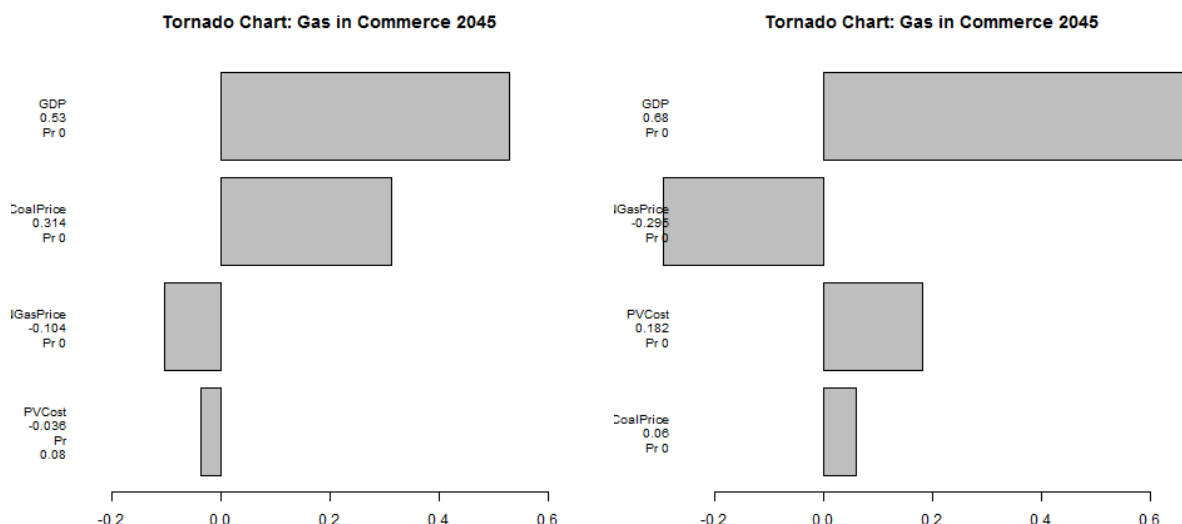 Tornado Chart: Gas in Commerce 2045
GDP
0.53
Pr 0
CoalPrice
0.314
Pr 0
NGasPrice
-0.104
Pr 0
PVCost
-0.036
Pr
0.08
-0.2 0.0 0.2 0.4 0.6
Tornado Chart: Gas in Commerce 2045
GDP
0.68
Pr 0
NGasPrice
-0.295
Pr 0
PVCost
0.182
Pr 0
CoalPrice
0.06
Pr 0
-0.2 0.0 0.2 0.4 0.6